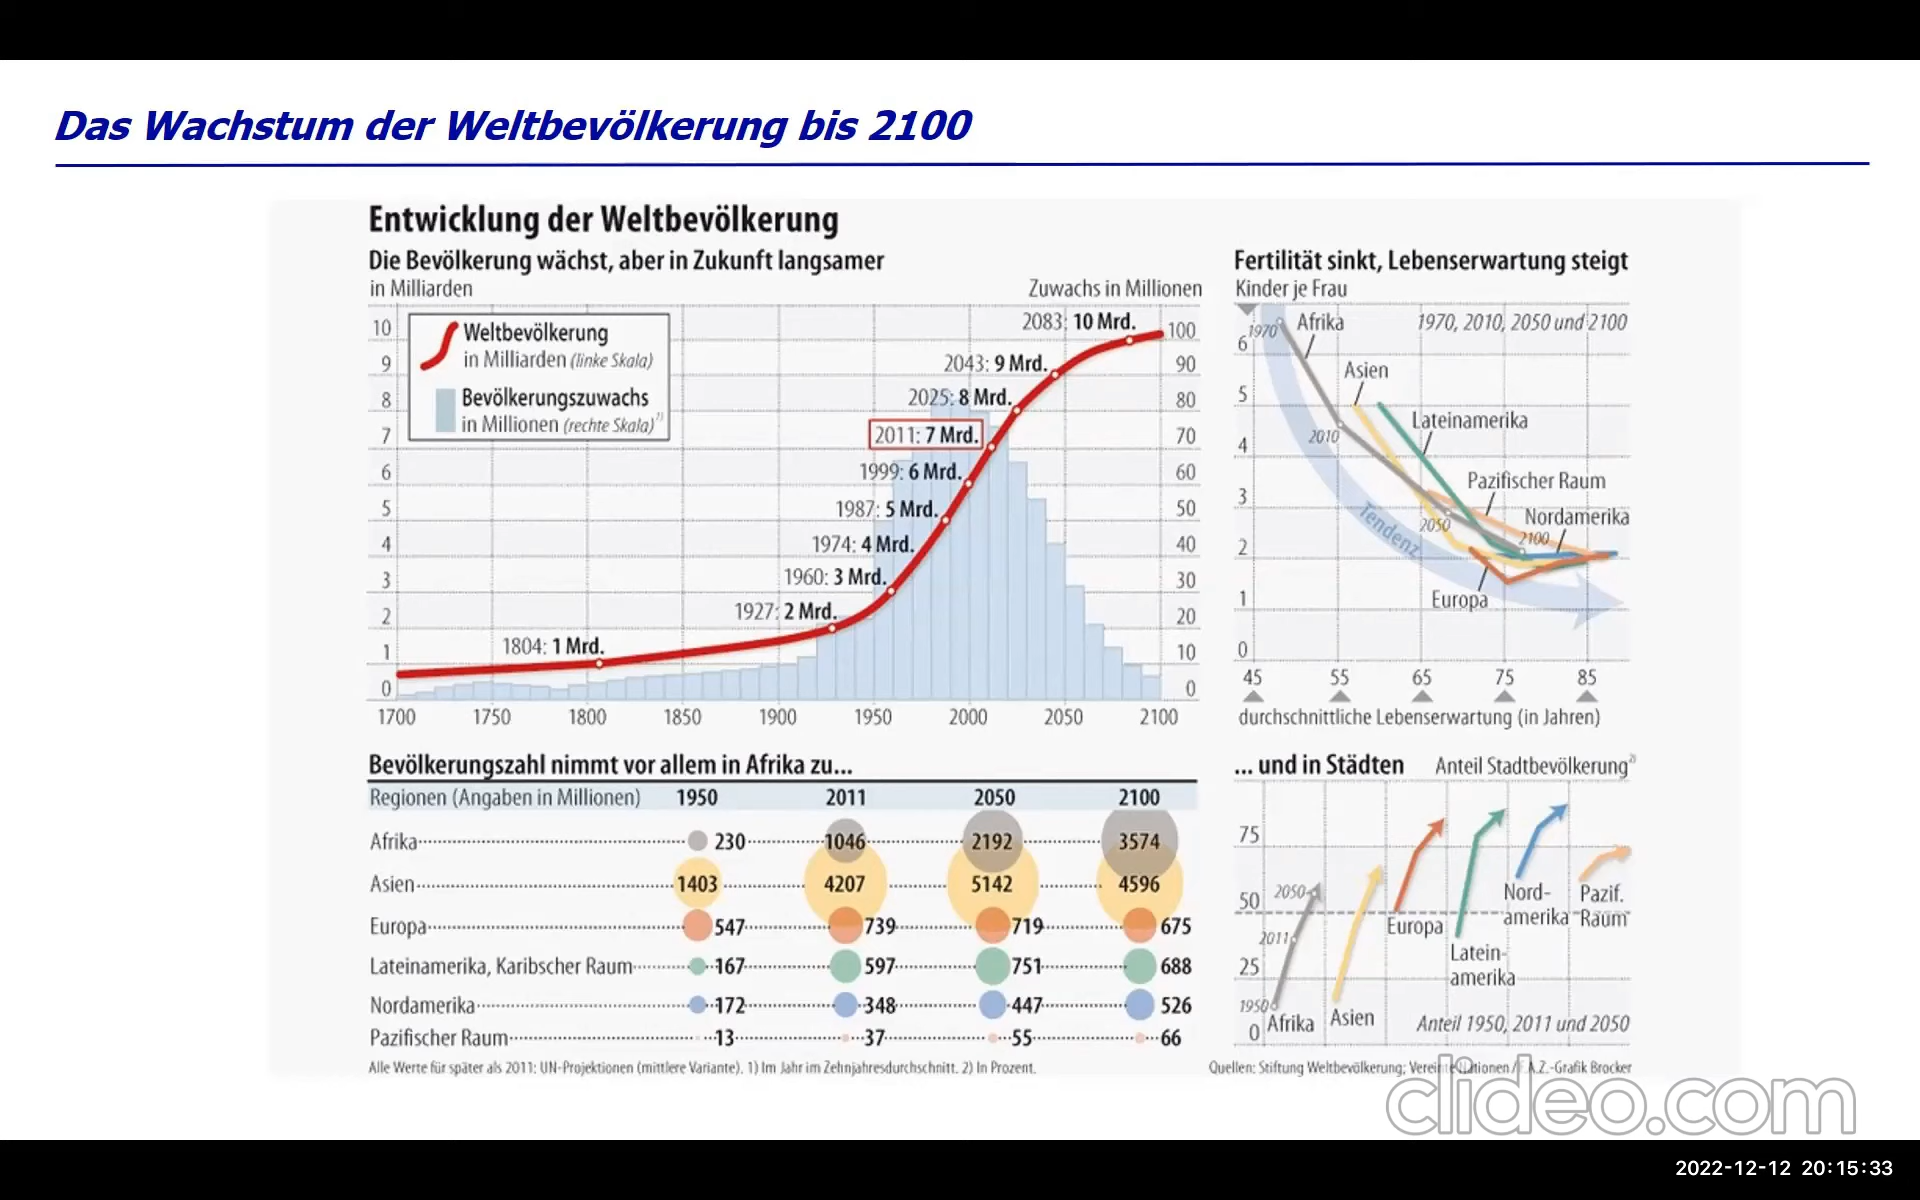 Das Wachstum der Weltbevölkerung bis 2100
Entwicklung der Weltbevölkerung
Die Bevölkerung wächst, aber in Zukunft langsamer
in Milliarden
Zuwachs in Millionen
Weltbevölkerung
in Milliarden (linke Skala)
Bevölkerungszuwachs
in Millionen (rechte Skala)1)
10
9
8
7
6
5
4
3
2
1
0
2083: 10 Mrd.
2043: 9 Mrd.
2025: 8 Mrd.
2011: 7 Mrd.
1999: 6 Mrd.
1987: 5 Mrd.
1974: 4 Mrd.
1960: 3 Mrd.
1927: 2 Mrd.
1804: 1 Mrd.
100
90
80
70
60
50
40
30
20
10
0
1700 1750 1800 1850 1900 1950 2000 2050 2100
Fertilität sinkt, Lebenserwartung steigt
Kinder je Frau
1970, 2010, 2050 und 2100
6
5
4
3
2
1
0
1970
Afrika
Asien
2010
Lateinamerika
Pazifischer Raum
2050
Nordamerika
2100
Tendenz
Europa
45 55 65 75 85
durchschnittliche Lebenserwartung (in Jahren)
Bevölkerungszahl nimmt vor allem in Afrika zu...
Regionen (Angaben in Millionen) 1950 2011 2050 2100
Afrika 230 1046 2192 3574
Asien 1403 4207 5142 4596
Europa 547 739 719 675
Lateinamerika, Karibscher Raum 167 597 751 688
Nordamerika 172 348 447 526
Pazifischer Raum 13 37 55 66
Alle Werte für später als 2011: UN-Projektionen (mittlere Variante). 1) Im Jahr im Zehnjahresdurchschnitt. 2) In Prozent.
... und in Städten
Anteil Stadtbevölkerung2)
75
50
25
0
2050
2011
1950
Afrika
Asien
Europa
Latein-
amerika
Nord-
amerika
Pazif.
Raum
Anteil 1950, 2011 und 2050
Quellen: Stiftung Weltbevölkerung; Vereinte Nationen / F.A.Z.-Grafik Brocker
clideo.com
2022-12-12 20:15:33